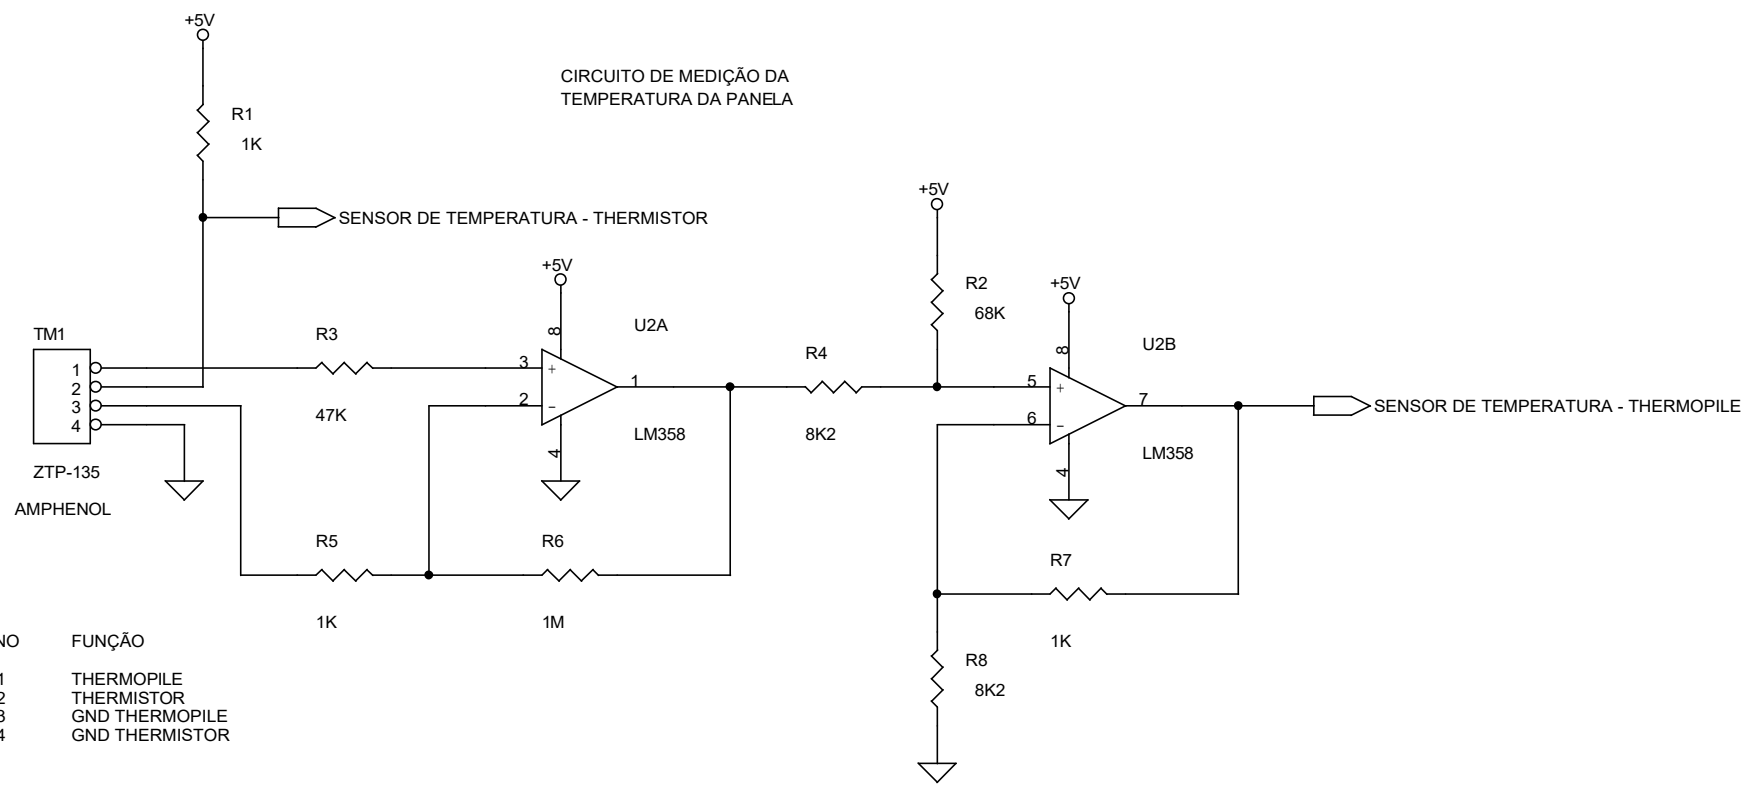 +5V
CIRCUITO DE MEDIÇÃO DA
TEMPERATURA DA PANELA
R1
1K
SENSOR DE TEMPERATURA - THERMISTOR
+5V
+5V
+5V
R2
68K
TM1
R3
47K
8
U2A
3
+
2
-
1
4
LM358
R4
8K2
8
U2B
5
+
6
-
7
4
LM358
SENSOR DE TEMPERATURA - THERMOPILE
1
2
3
4
ZTP-135
AMPHENOL
R5
1K
R6
1M
R7
1K
R8
8K2
NO FUNÇÃO
1 THERMOPILE
2 THERMISTOR
3 GND THERMOPILE
4 GND THERMISTOR